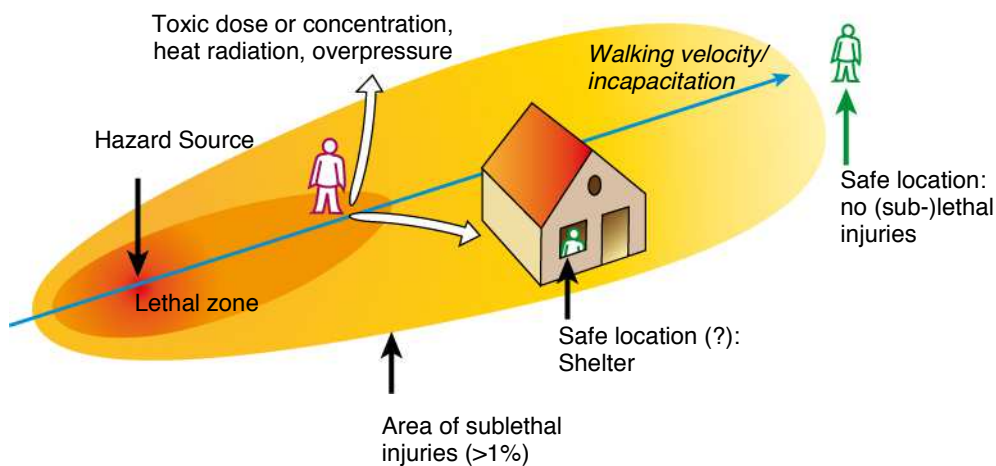 Toxic dose or concentration,
heat radiation, overpressure
Walking velocity/
incapacitation
Hazard Source
Safe location:
no (sub-)lethal
injuries
Lethal zone
Safe location (?):
Shelter
Area of sublethal
injuries (>1%)